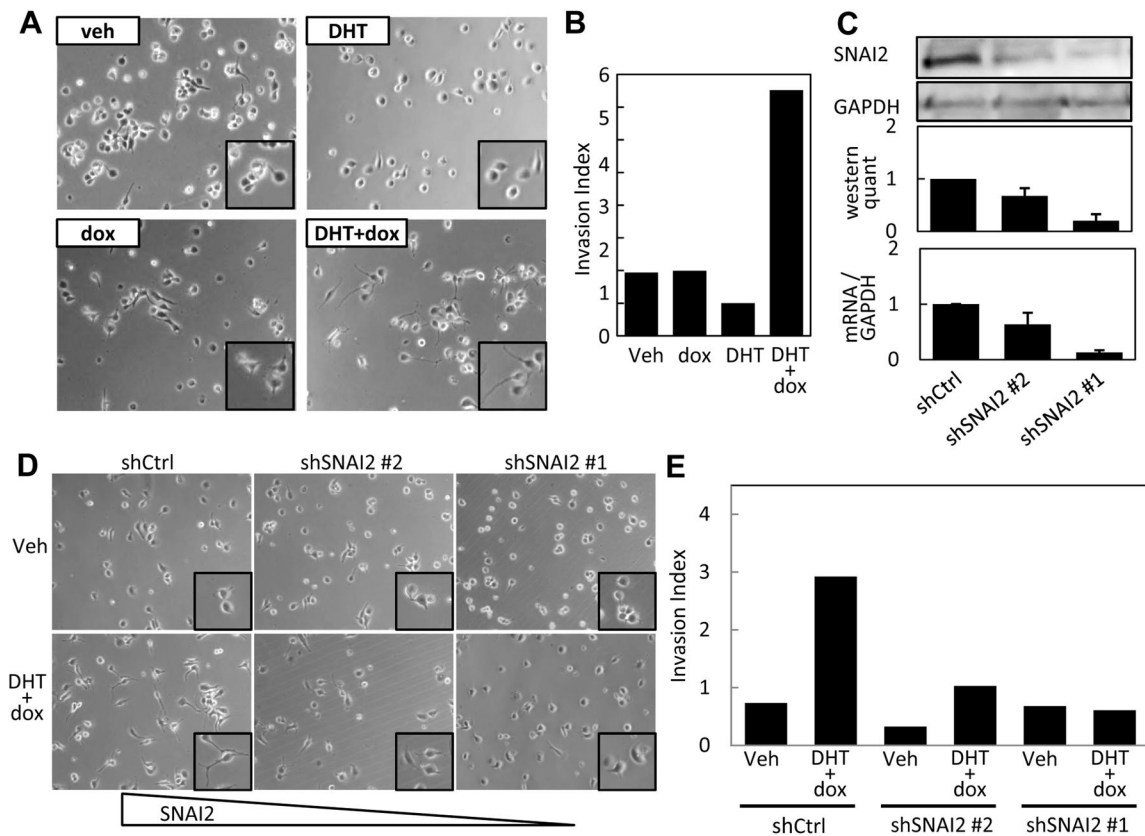 A
veh
DHT
dox
DHT+dox
B
Invasion Index
6
5
1
0
Veh
dox
DHT
DHT
+
dox
C
SNAI2
GAPDH
western
quant
2
1
0
mRNA/
GAPDH
2
1
0
shCtrl
shSNAI2 #2
shSNAI2 #1
D
shCtrl
shSNAI2 #2
shSNAI2 #1
Veh
DHT
+
dox
SNAI2
E
Invasion Index
4
3
2
1
0
Veh
DHT
+
dox
Veh
DHT
+
dox
Veh
DHT
+
dox
shCtrl
shSNAI2 #2
shSNAI2 #1